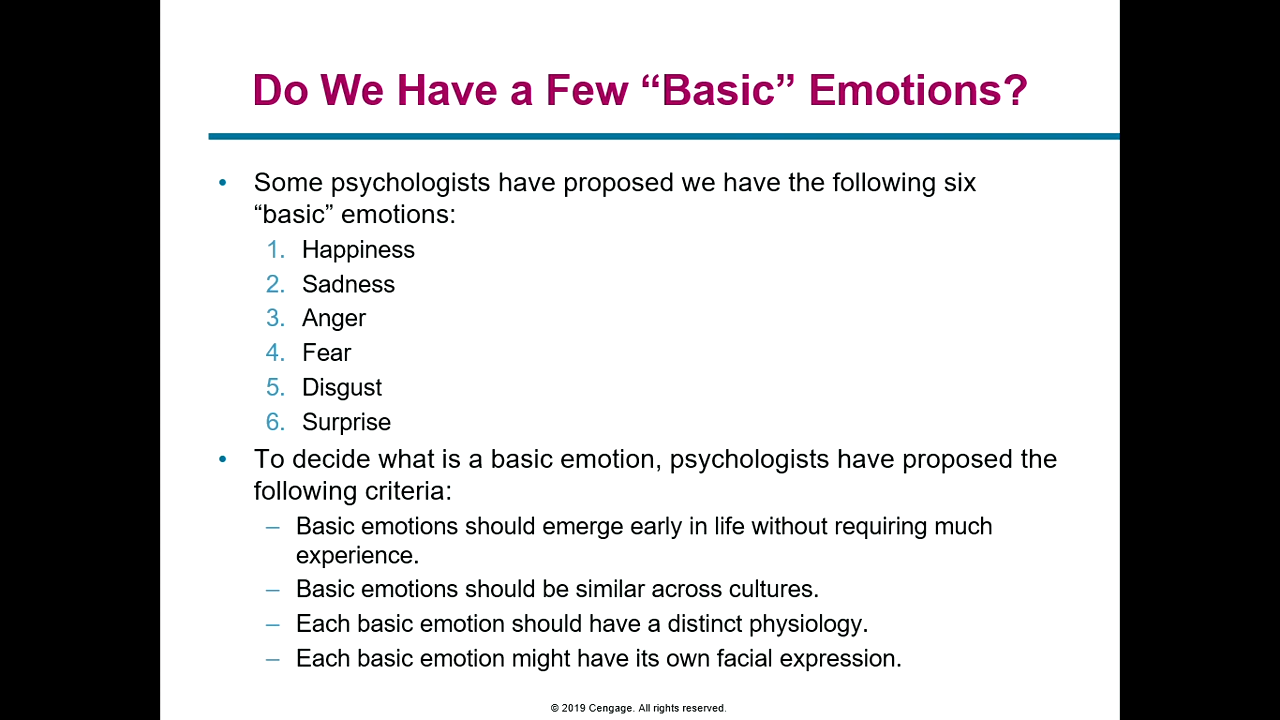 Do We Have a Few “Basic” Emotions?
• Some psychologists have proposed we have the following six
“basic” emotions:
1. Happiness
2. Sadness
3. Anger
4. Fear
5. Disgust
6. Surprise
• To decide what is a basic emotion, psychologists have proposed the
following criteria:
– Basic emotions should emerge early in life without requiring much
experience.
– Basic emotions should be similar across cultures.
– Each basic emotion should have a distinct physiology.
– Each basic emotion might have its own facial expression.
© 2019 Cengage. All rights reserved.